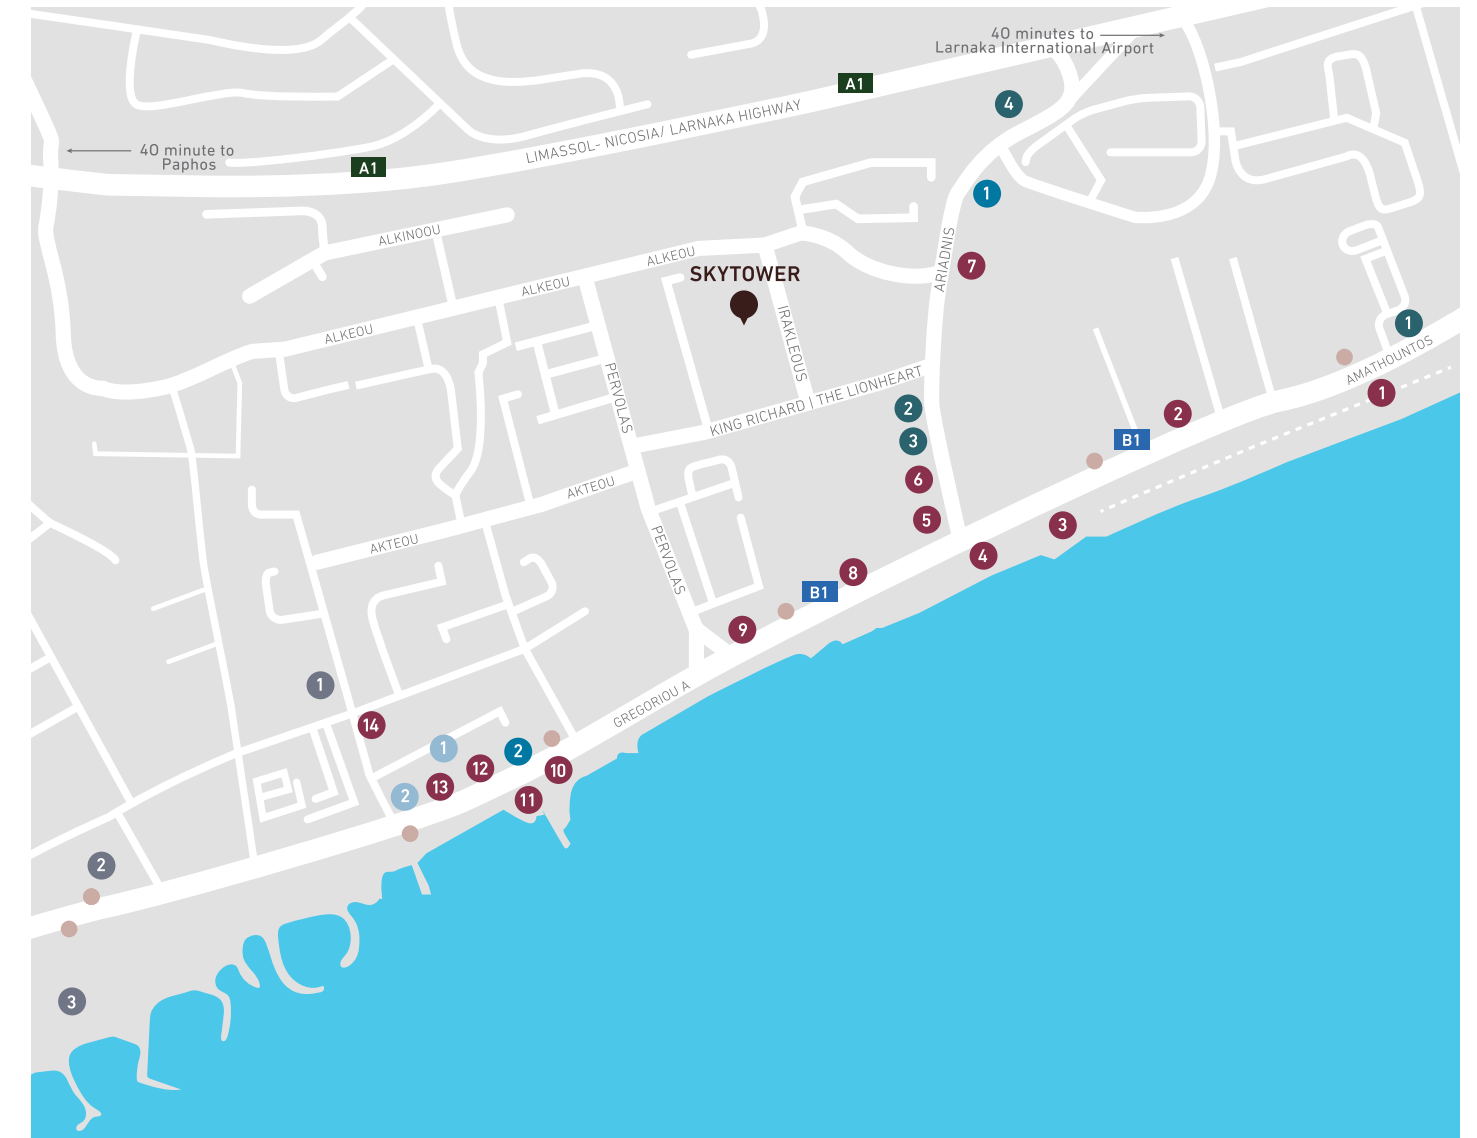 40 minutes to
Larnaka International Airport
A1
4
LIMASSOL- NICOSIA/ LARNAKA HIGHWAY
40 minute to
Paphos
A1
1
ALKINOOU
ARIADNIS
7
ALKEOU
SKYTOWER
ALKEOU
IRAKLEOUS
ALKEOU
1
AMATHOUNTOS
PERVOLAS
KING RICHARD | THE LIONHEART
1
2
2
3
B1
6
AKTEOU
5
3
AKTEOU
PERVOLAS
4
8
B1
9
1
GREGORIOU A
14
1
2
12
10
13
2
11
2
3